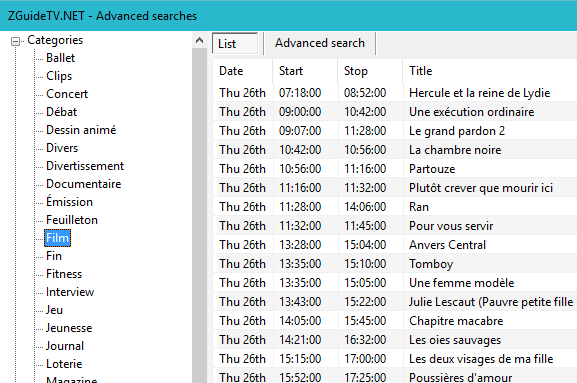 ZGuideTV.NET - Advanced searches
Categories
Ballet
Clips
Concert
Débat
Dessin animé
Divers
Divertissement
Documentaire
Émission
Feuilleton
Film
Fin
Fitness
Interview
Jeu
Jeunesse
Journal
Loterie
Magazine
List Advanced search
Date Start Stop Title
Thu 26th 07:18:00 08:52:00 Hercule et la reine de Lydie
Thu 26th 09:00:00 10:42:00 Une exécution ordinaire
Thu 26th 09:07:00 11:28:00 Le grand pardon 2
Thu 26th 10:42:00 10:56:00 La chambre noire
Thu 26th 10:56:00 11:16:00 Partouze
Thu 26th 11:16:00 11:32:00 Plutôt crever que mourir ici
Thu 26th 11:28:00 14:06:00 Ran
Thu 26th 11:32:00 11:45:00 Pour vous servir
Thu 26th 13:28:00 15:04:00 Anvers Central
Thu 26th 13:35:00 15:10:00 Tomboy
Thu 26th 13:35:00 15:05:00 Une femme modèle
Thu 26th 13:43:00 15:22:00 Julie Lescaut (Pauvre petite fille
Thu 26th 14:05:00 15:45:00 Chapitre macabre
Thu 26th 14:21:00 16:32:00 Les oies sauvages
Thu 26th 15:15:00 17:00:00 Les deux visages de ma fille
Thu 26th 15:52:00 17:25:00 Poussières d'amour